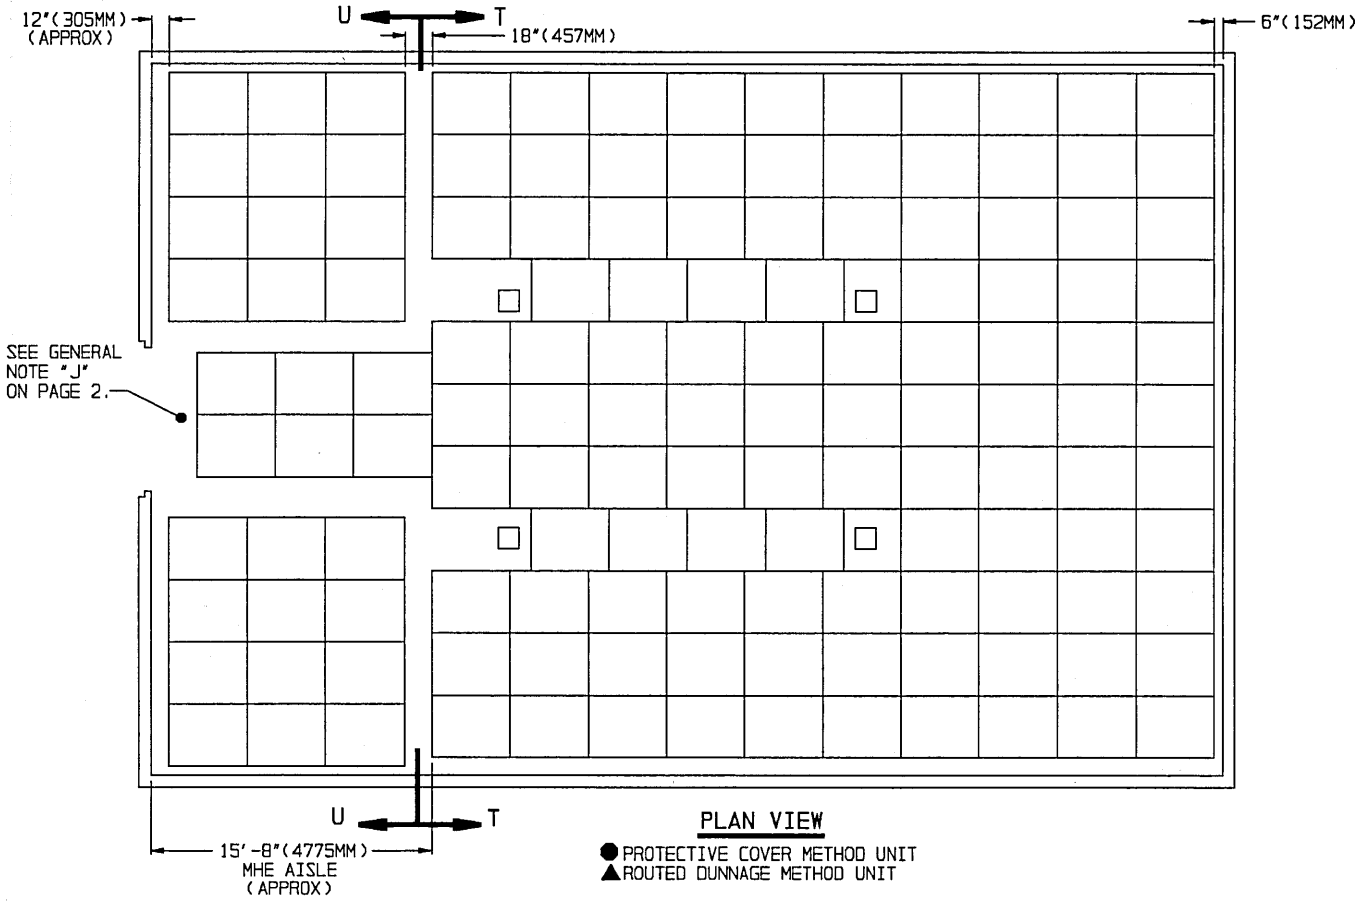 12"(305MM)
(APPROX)
U T
18"(457MM)
6"(152MM)
SEE GENERAL
NOTE "J"
ON PAGE 2.
U T
15'-8"(4775MM)
MHE AISLE
(APPROX)
PLAN VIEW
PROTECTIVE COVER METHOD UNIT
ROUTED DUNNAGE METHOD UNIT